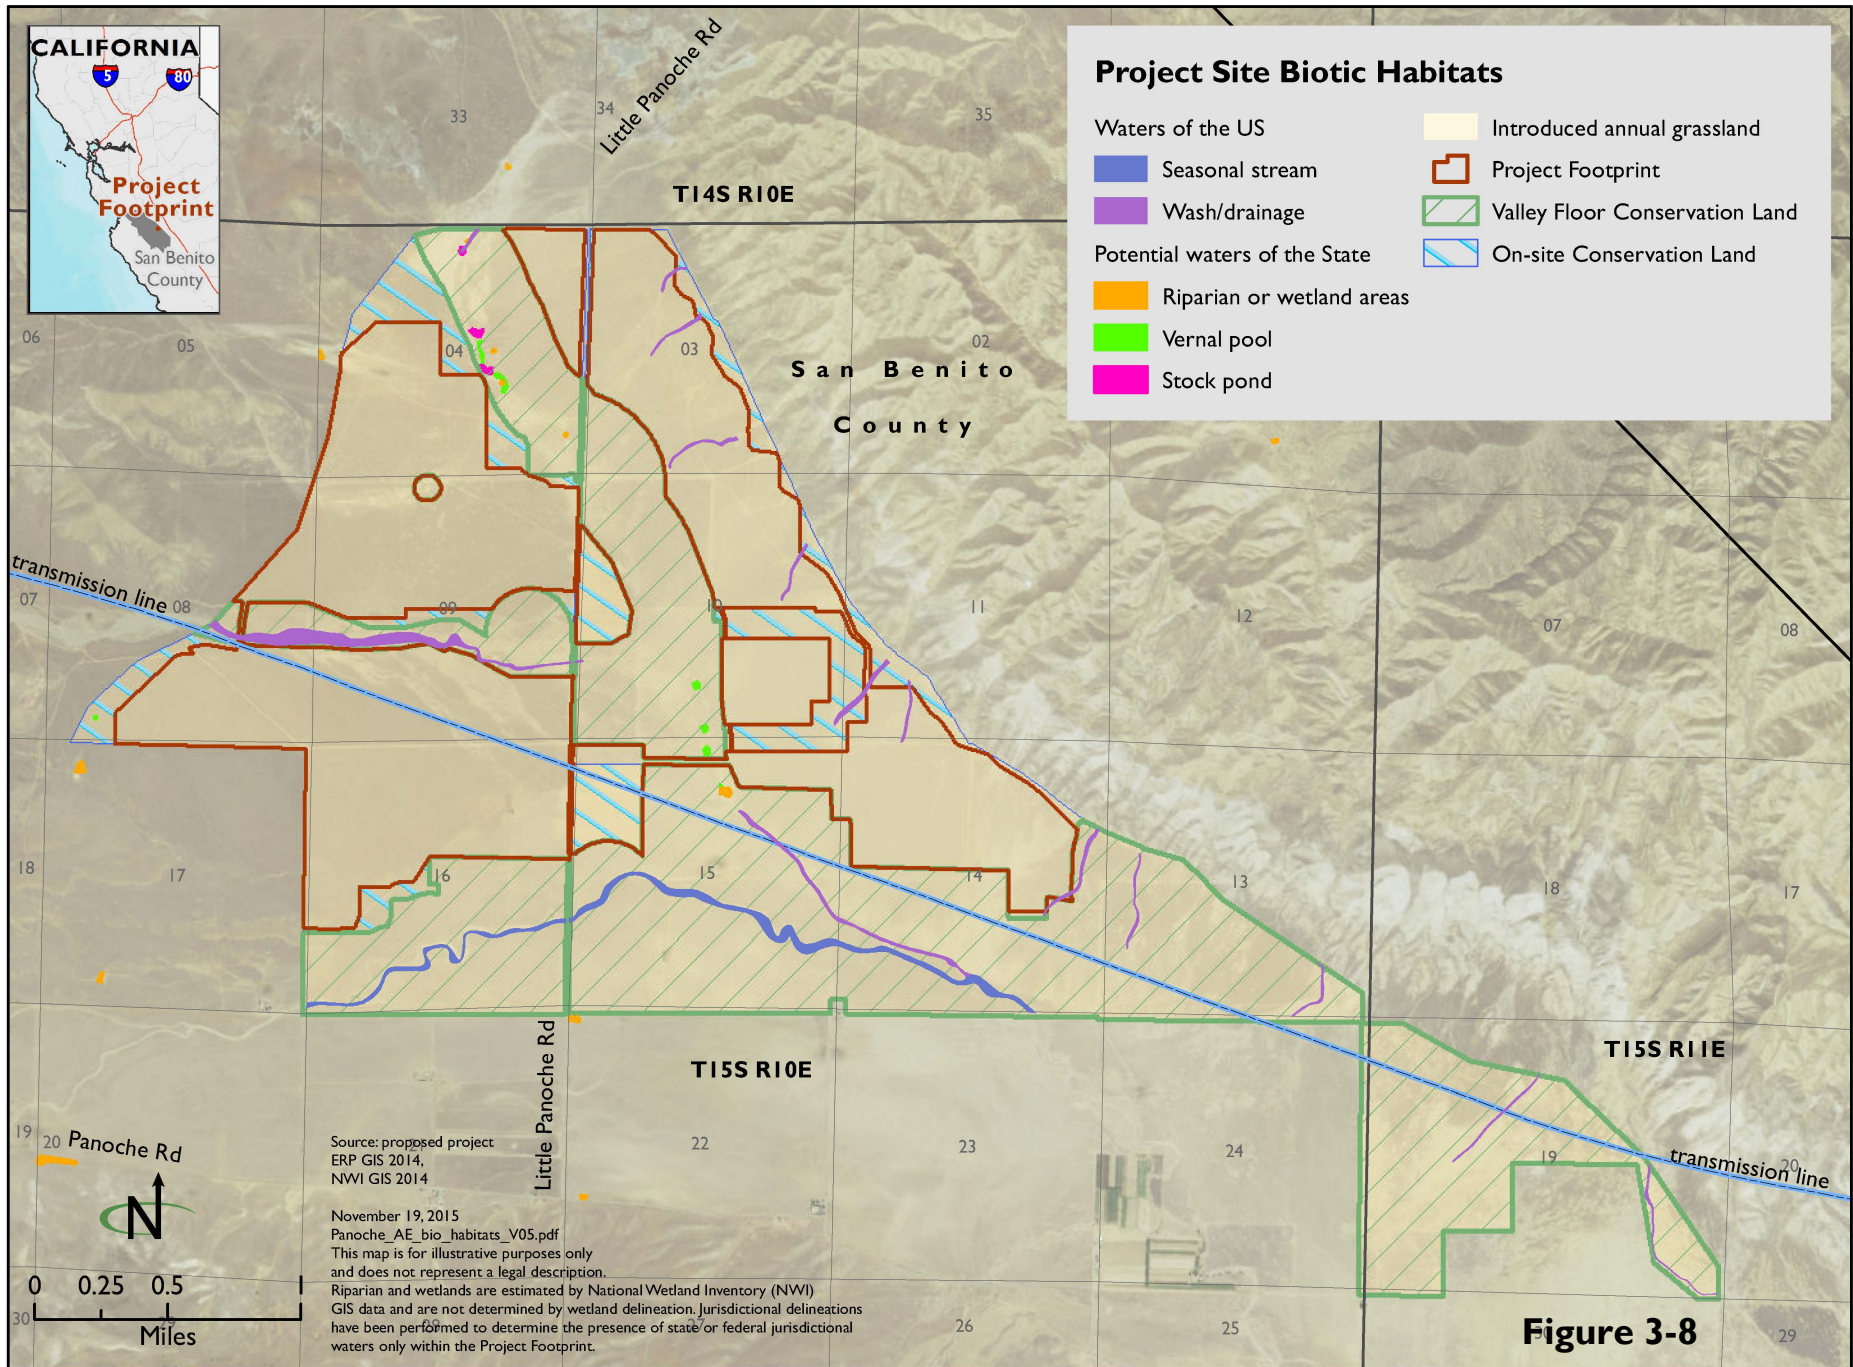 CALIFORNIA
5
80
Project
Footprint
San Benito
County
Little Panoche Rd
33
34
35
T14S R10E
Project Site Biotic Habitats
Waters of the US
Seasonal stream
Wash/drainage
Potential waters of the State
Riparian or wetland areas
Vernal pool
Stock pond
Introduced annual grassland
Project Footprint
Valley Floor Conservation Land
On-site Conservation Land
06
05
04
03
02
San Benito
County
transmission line
07
08
09
10
11
12
07
08
18
17
16
15
14
13
18
17
T15S R10E
T15S R11E
Little Panoche Rd
19
20
Panoche Rd
21
22
23
24
19
20
transmission line
N
0 0.25 0.5 1
Miles
Source: proposed project
ERP GIS 2014,
NWI GIS 2014
November 19, 2015
Panoche_AE_bio_habitats_V05.pdf
This map is for illustrative purposes only
and does not represent a legal description.
Riparian and wetlands are estimated by National Wetland Inventory (NWI)
GIS data and are not determined by wetland delineation. Jurisdictional delineations
have been performed to determine the presence of state or federal jurisdictional
waters only within the Project Footprint.
30
29
28
27
26
25
30
29
Figure 3-8